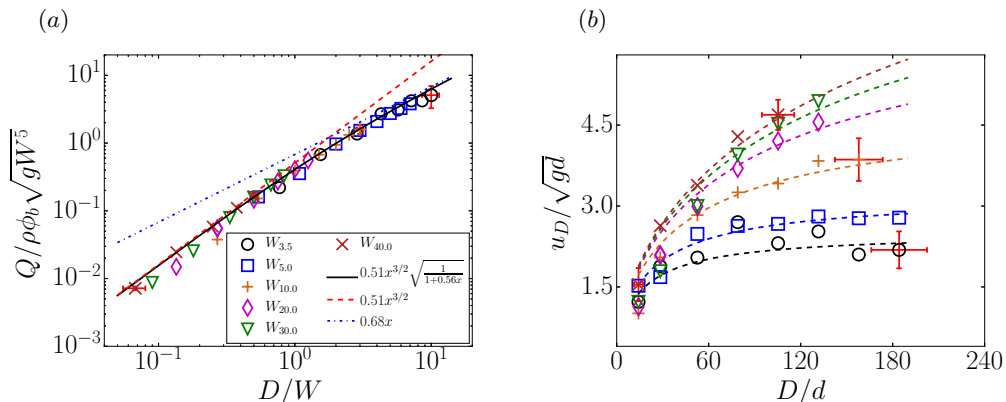 (a)
Q/ρϕ_b√gW^5
10^1
10^0
10^−1
10^−2
10^−3
W_3.5
W_5.0
W_10.0
W_20.0
W_30.0
W_40.0
0.51x^{3/2}√(1/(1+0.56x))
0.51x^{3/2}
0.68x
10^−1
10^0
10^1
D/W
(b)
u_D/√gd
4.5
3.0
1.5
0
60
120
180
240
D/d